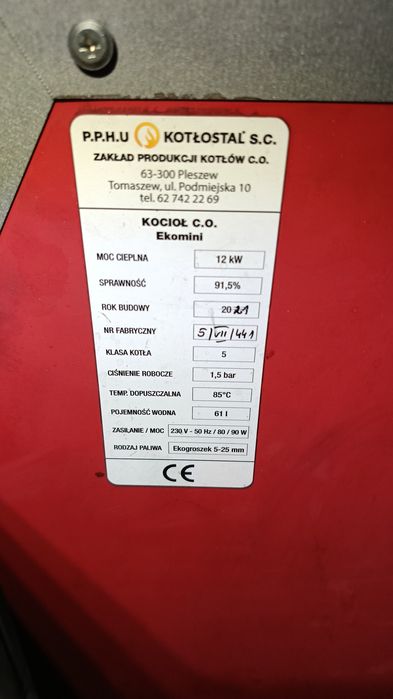 P.P.H.U KOTŁOSTAL S.C.
ZAKŁAD PRODUKCJI KOTŁÓW C.O.
63-300 Pleszew
Tomaszew, ul. Podmiejska 10
tel. 62 742 22 69
KOCIOŁ C.O.
Ekomini
MOC CIEPLNA 12 kW
SPRAWNOŚĆ 91,5%
ROK BUDOWY 2021
NR FABRYCZNY 5/VII/441
KLASA KOTŁA 5
CIŚNIENIE ROBOCZE 1,5 bar
TEMP. DOPUSZCZALNA 85°C
POJEMNOŚĆ WODNA 61 l
ZASILANIE / MOC 230 V - 50 Hz / 80 / 90 W
RODZAJ PALIWA Ekogroszek 5-25 mm
CE